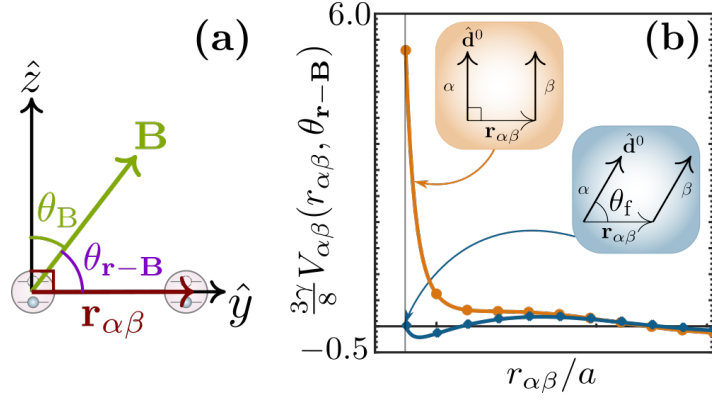 (a)
ẑ
B
θ_B
θ_{r−B}
r_{αβ}
ŷ
(b)
6.0
−0.5
3γ/8 V_{αβ}(r_{αβ}, θ_{r−B})
r_{αβ}/a
d̂⁰
α
β
r_{αβ}
d̂⁰
α
β
θ_f
r_{αβ}